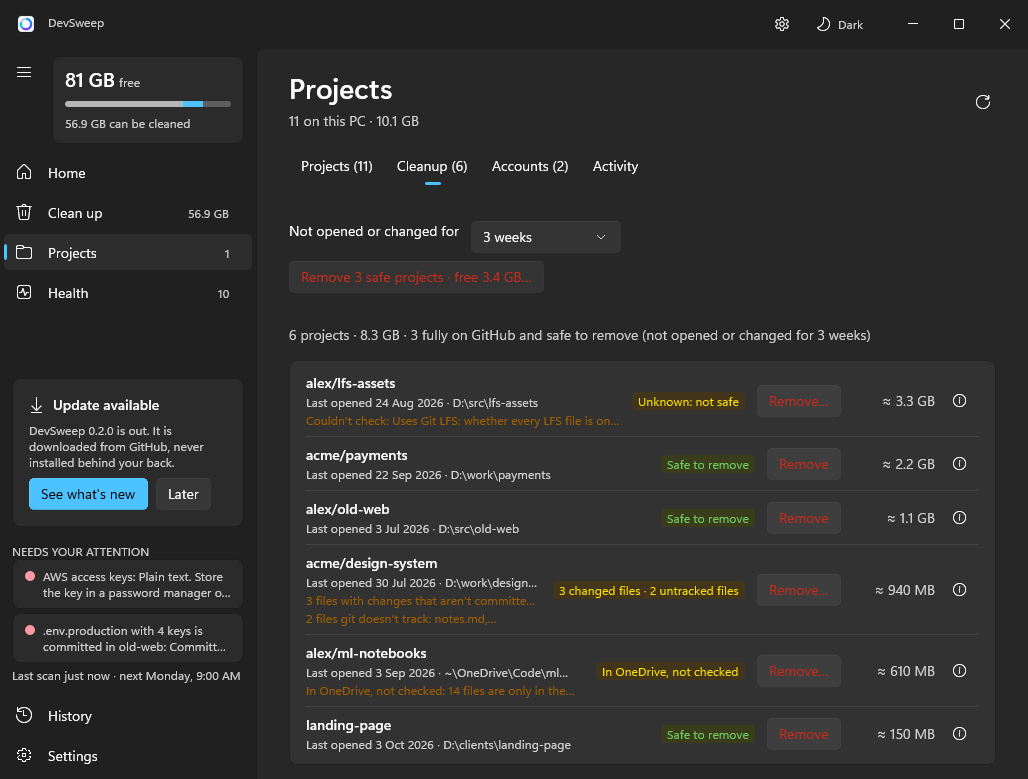 DevSweep
Dark
81 GB free
56.9 GB can be cleaned
Home
Clean up 56.9 GB
Projects 1
Health 10
Update available
DevSweep 0.2.0 is out. It is
downloaded from GitHub, never
installed behind your back.
See what's new Later
NEEDS YOUR ATTENTION
AWS access keys: Plain text. Store
the key in a password manager o...
.env.production with 4 keys is
committed in old-web: Committ...
Last scan just now · next Monday, 9:00 AM
History
Settings
Projects
11 on this PC · 10.1 GB
Projects (11) Cleanup (6) Accounts (2) Activity
Not opened or changed for 3 weeks
Remove 3 safe projects · free 3.4 GB...
6 projects · 8.3 GB · 3 fully on GitHub and safe to remove (not opened or changed for 3 weeks)
alex/lfs-assets
Last opened 24 Aug 2026 · D:\src\lfs-assets
Couldn't check: Uses Git LFS: whether every LFS file is on...
Unknown: not safe Remove... ≈ 3.3 GB
acme/payments
Last opened 22 Sep 2026 · D:\work\payments
Safe to remove Remove ≈ 2.2 GB
alex/old-web
Last opened 3 Jul 2026 · D:\src\old-web
Safe to remove Remove ≈ 1.1 GB
acme/design-system
Last opened 30 Jul 2026 · D:\work\design...
3 files with changes that aren't committe...
2 files git doesn't track: notes.md,...
3 changed files · 2 untracked files Remove... ≈ 940 MB
alex/ml-notebooks
Last opened 3 Sep 2026 · ~\OneDrive\Code\ml...
In OneDrive, not checked: 14 files are only in the...
In OneDrive, not checked Remove... ≈ 610 MB
landing-page
Last opened 3 Oct 2026 · D:\clients\landing-page
Safe to remove Remove ≈ 150 MB